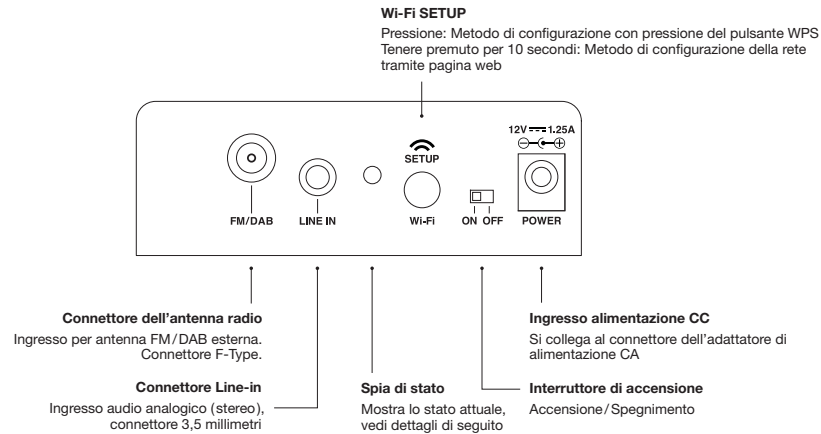 Wi-Fi SETUP
Pressione: Metodo di configurazione con pressione del pulsante WPS
Tenere premuto per 10 secondi: Metodo di configurazione della rete
tramite pagina web
12V 1.25A
SETUP
FM/DAB
LINE IN
Wi-Fi
ON OFF
POWER
Connettore dell'antenna radio
Ingresso per antenna FM/DAB esterna.
Connettore F-Type.
Connettore Line-in
Ingresso audio analogico (stereo),
connettore 3,5 millimetri
Spia di stato
Mostra lo stato attuale,
vedi dettagli di seguito
Ingresso alimentazione CC
Si collega al connettore dell'adattatore di
alimentazione CA
Interruttore di accensione
Accensione/Spegnimento